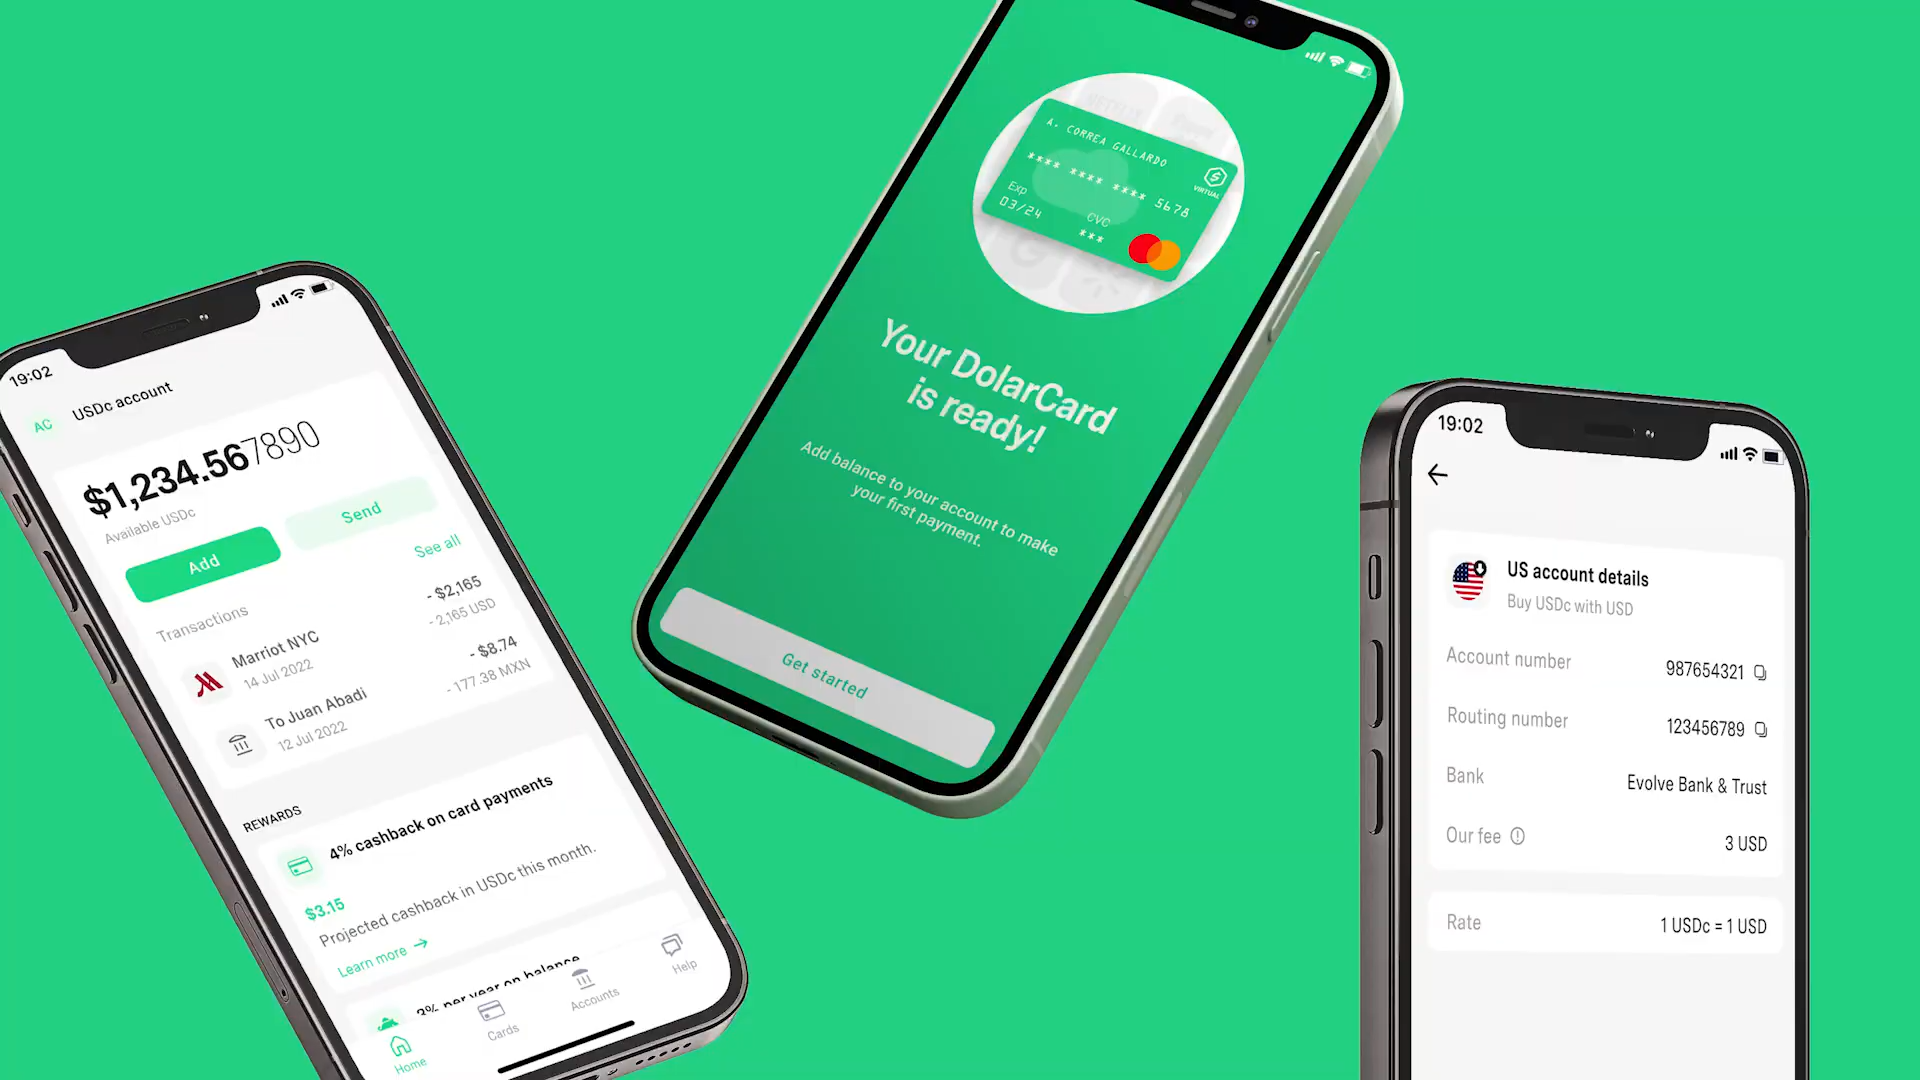 19:02
AC
USDc account
$1,234.567890
Available USDc
Add
Send
Transactions
See all
Marriot NYC
- $2,165
14 Jul 2022
- 2,165 USD
To Juan Abadi
- $8.74
12 Jul 2022
- 177.38 MXN
REWARDS
4% cashback on card payments
$3.15
Projected cashback in USDc this month.
Learn more →
3% per year on balance
Home
Cards
Accounts
Help
A. CORREA GALLARDO
**** **** **** 5678
VIRTUAL
Exp
03/24
CVC
***
Your DolarCard
is ready!
Add balance to your account to make
your first payment.
Get started
19:02
US account details
Buy USDc with USD
Account number 987654321
Routing number 123456789
Bank Evolve Bank & Trust
Our fee 3 USD
Rate 1 USDc = 1 USD